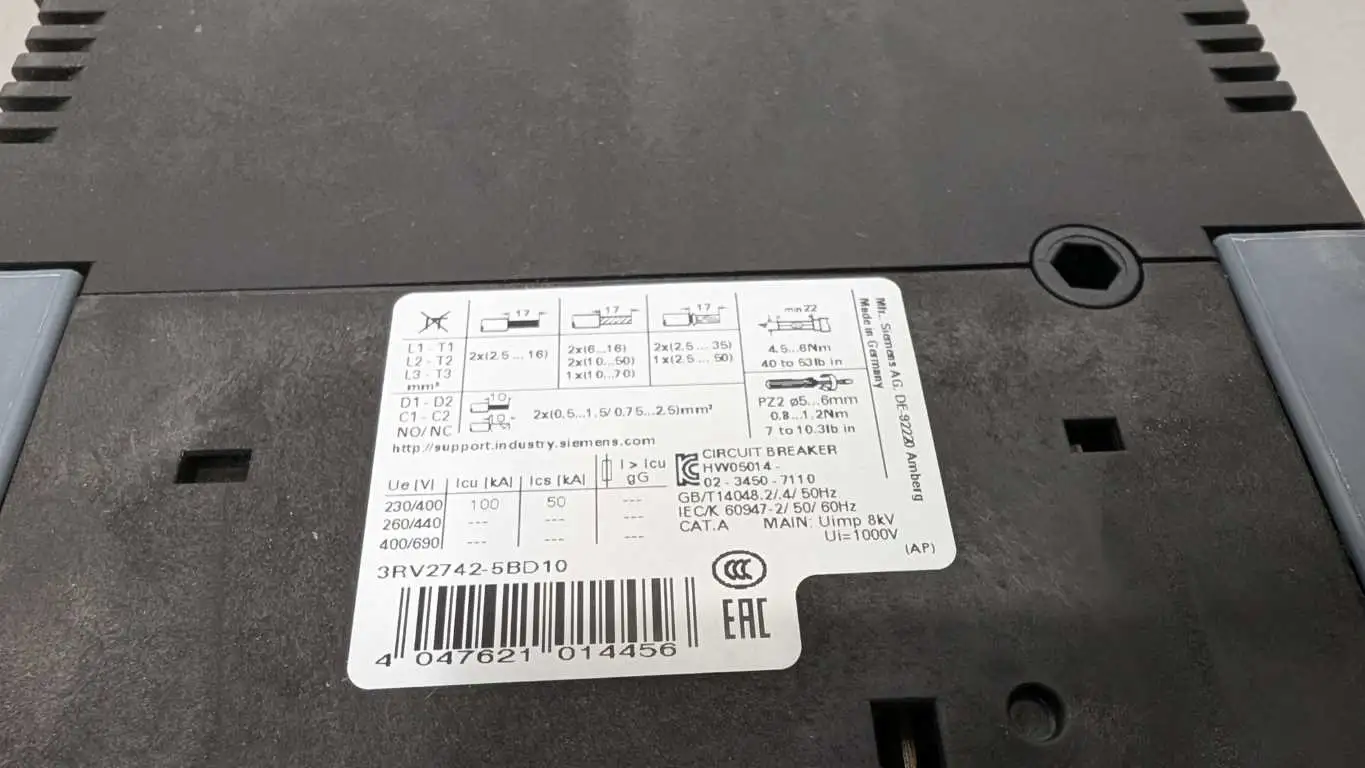 17
17
17
min 22
L1 - T1
L2 - T2
L3 - T3
mm²
2x(2.5 ... 16)
2x(6...16)
2x(10...50)
1x(10...70)
2x(2.5 ... 35)
1x(2.5 ... 50)
4.5...6Nm
40 to 53lb in
D1 - D2
C1 - C2
NO/NC
10
10
2x(0,5...1.5/0.75...2.5)mm²
PZ2 ø5...6mm
0.8...1.2Nm
7 to 10.3lb in
Mfr. Siemens AG, DE-92220 Amberg
Made in Germany
http://support.industry.siemens.com
Ue [V] Icu [kA] Ics [kA] I > Icu
gG
230/400 100 50 ---
260/440 --- --- ---
400/690 --- --- ---
CIRCUIT BREAKER
HW05014 -
02 - 3450 - 7110
GB/T14048.2/.4/ 50Hz
IEC/K 60947-2/ 50/ 60Hz
CAT.A MAIN: Uimp 8kV
Ui=1000V
(AP)
3RV2742-5BD10
CCC
EAC
4 047621 014456